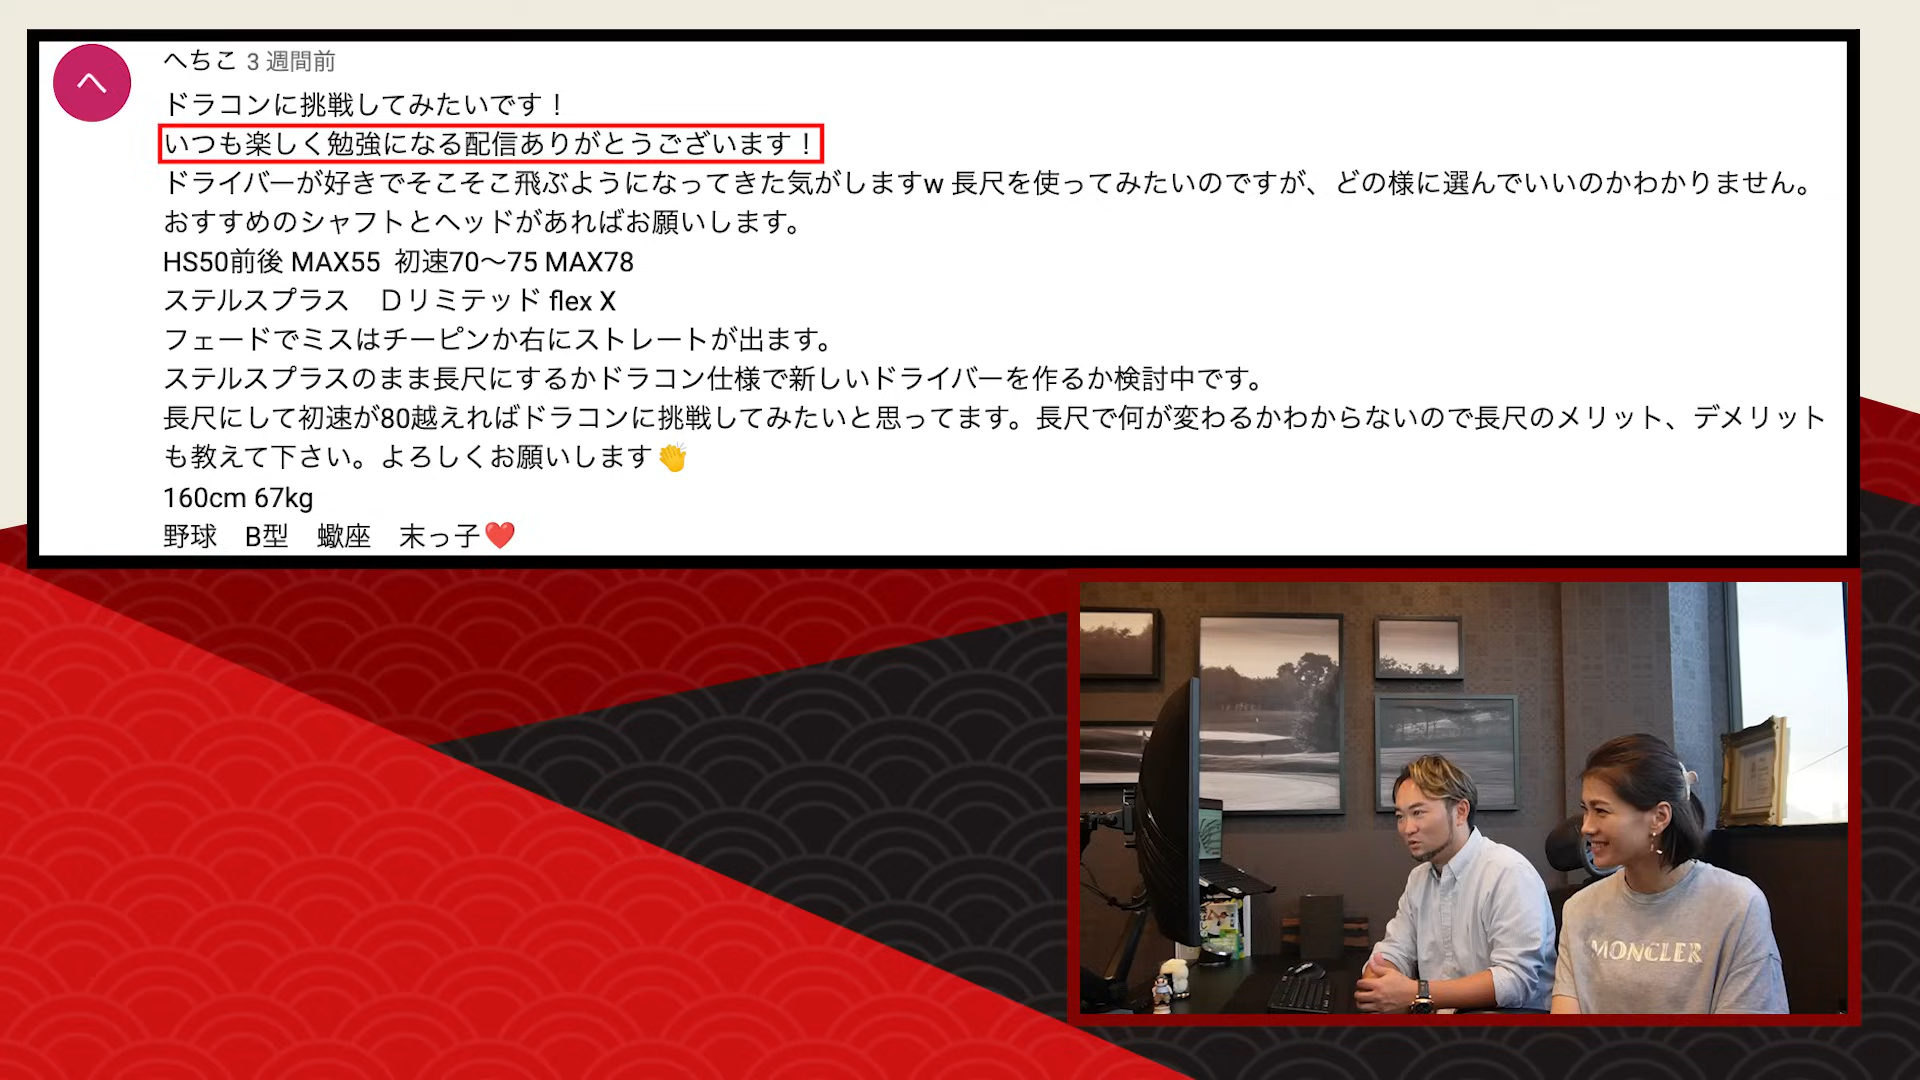 へ
へちこ 3 週間前
ドラコンに挑戦してみたいです！
いつも楽しく勉強になる配信ありがとうございます！
ドライバーが好きでそこそこ飛ぶようになってきた気がしますw 長尺を使ってみたいのですが、どの様に選んでいいのかわかりません。
おすすめのシャフトとヘッドがあればお願いします。
HS50前後 MAX55 初速70〜75 MAX78
ステルスプラス　Ｄリミテッド flex X
フェードでミスはチーピンか右にストレートが出ます。
ステルスプラスのまま長尺にするかドラコン仕様で新しいドライバーを作るか検討中です。
長尺にして初速が80越えればドラコンに挑戦してみたいと思ってます。長尺で何が変わるかわからないので長尺のメリット、デメリット
も教えて下さい。よろしくお願いします👏
160cm 67kg
野球　B型　蠍座　末っ子❤️
MONCLER